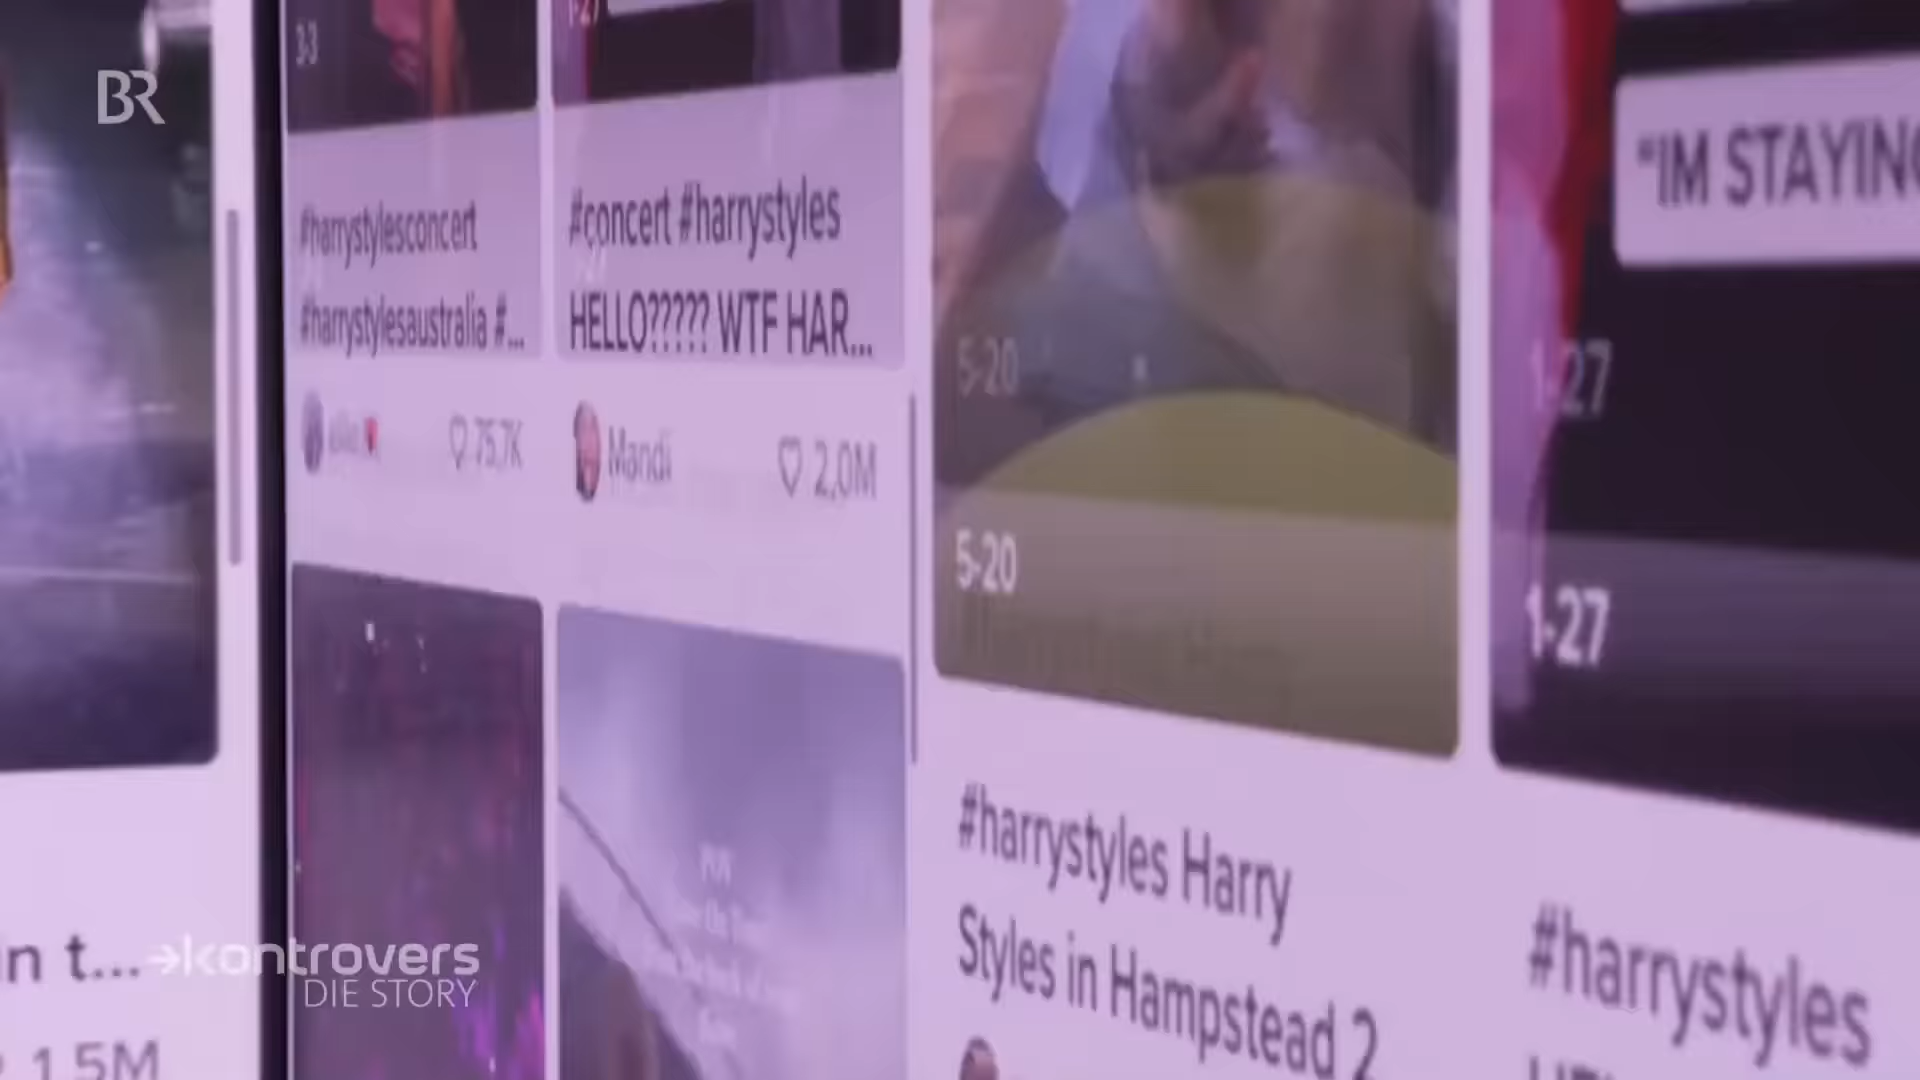 BR
3-3
1-27
#harrystylesconcert
#harrystylesaustralia #...
75,7K
#concert #harrystyles
HELLO????? WTF HAR...
Mandi
2,0M
5-20
5-20
#harrystyles Harry
Styles in Hampstead 2
"IM STAYING
1-27
1-27
#harrystyles
in t...
1,5M
kontrovers
DIE STORY